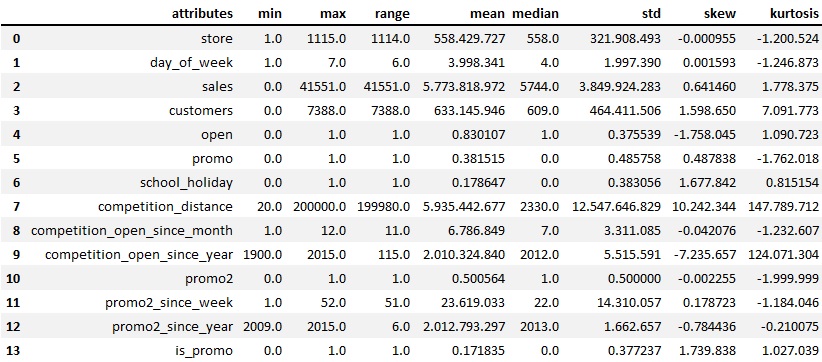 attributes min max range mean median std skew kurtosis
0 store 1.0 1115.0 1114.0 558.429.727 558.0 321.908.493 -0.000955 -1.200.524
1 day_of_week 1.0 7.0 6.0 3.998.341 4.0 1.997.390 0.001593 -1.246.873
2 sales 0.0 41551.0 41551.0 5.773.818.972 5744.0 3.849.924.283 0.641460 1.778.375
3 customers 0.0 7388.0 7388.0 633.145.946 609.0 464.411.506 1.598.650 7.091.773
4 open 0.0 1.0 1.0 0.830107 1.0 0.375539 -1.758.045 1.090.723
5 promo 0.0 1.0 1.0 0.381515 0.0 0.485758 0.487838 -1.762.018
6 school_holiday 0.0 1.0 1.0 0.178647 0.0 0.383056 1.677.842 0.815154
7 competition_distance 20.0 200000.0 199980.0 5.935.442.677 2330.0 12.547.646.829 10.242.344 147.789.712
8 competition_open_since_month 1.0 12.0 11.0 6.786.849 7.0 3.311.085 -0.042076 -1.232.607
9 competition_open_since_year 1900.0 2015.0 115.0 2.010.324.840 2012.0 5.515.591 -7.235.657 124.071.304
10 promo2 0.0 1.0 1.0 0.500564 1.0 0.500000 -0.002255 -1.999.999
11 promo2_since_week 1.0 52.0 51.0 23.619.033 22.0 14.310.057 0.178723 -1.184.046
12 promo2_since_year 2009.0 2015.0 6.0 2.012.793.297 2013.0 1.662.657 -0.784436 -0.210075
13 is_promo 0.0 1.0 1.0 0.171835 0.0 0.377237 1.739.838 1.027.039